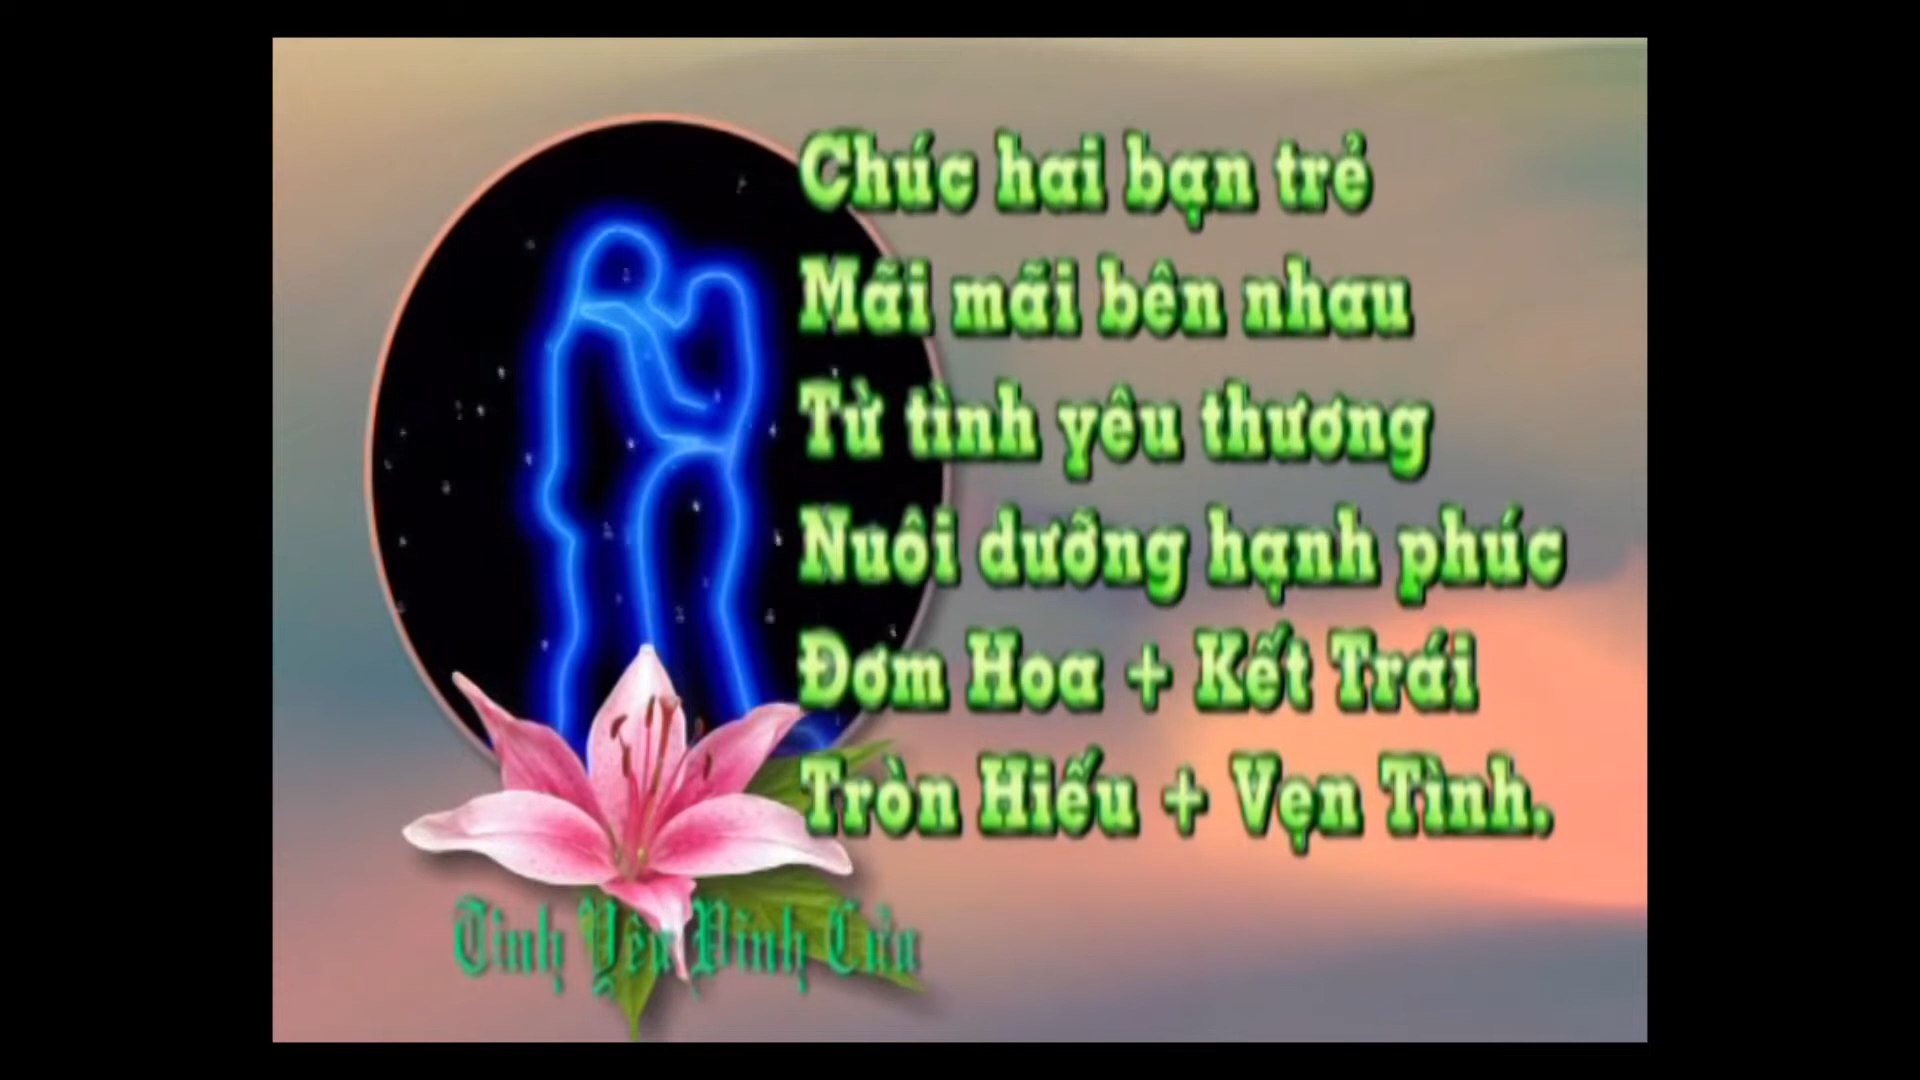 Chúc hai bạn trẻ
Mãi mãi bên nhau
Từ tình yêu thương
Nuôi dưỡng hạnh phúc
Đơm Hoa + Kết Trái
Tròn Hiếu + Vẹn Tình.
Tình Yêu Vĩnh Cửu